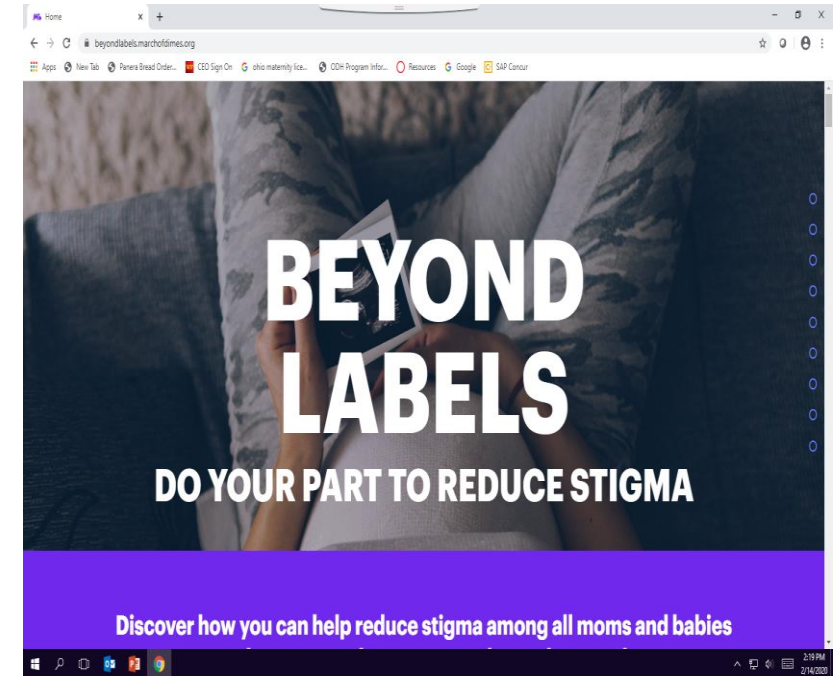 Home x +
beyondlabels.marchofdimes.org
Apps New Tab Panera Bread Order... CEO Sign On ohio maternity lice... ODH Program Infor... Resources Google SAP Concur
BEYOND
LABELS
DO YOUR PART TO REDUCE STIGMA
Discover how you can help reduce stigma among all moms and babies
2:19 PM
2/14/2020